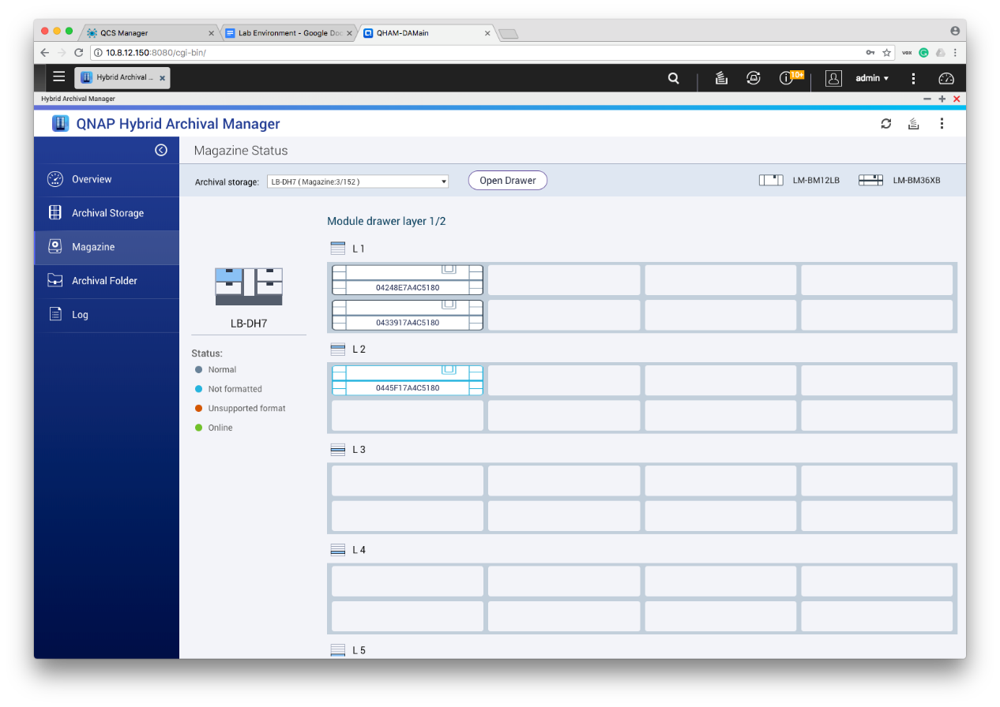 QCS Manager
Lab Environment - Google Doc
QHAM-DAMain
10.8.12.150:8080/cgi-bin/
VBX
Hybrid Archival ...
10+
admin
Hybrid Archival Manager
QNAP Hybrid Archival Manager
Magazine Status
Overview
Archival Storage
Magazine
Archival Folder
Log
Archival storage:
LB-DH7 ( Magazine:3/152 )
Open Drawer
LM-BM12LB
LM-BM36XB
LB-DH7
Status:
Normal
Not formatted
Unsupported format
Online
Module drawer layer 1/2
L 1
04248E7A4C5180
0433917A4C5180
L 2
0445F17A4C5180
L 3
L 4
L 5